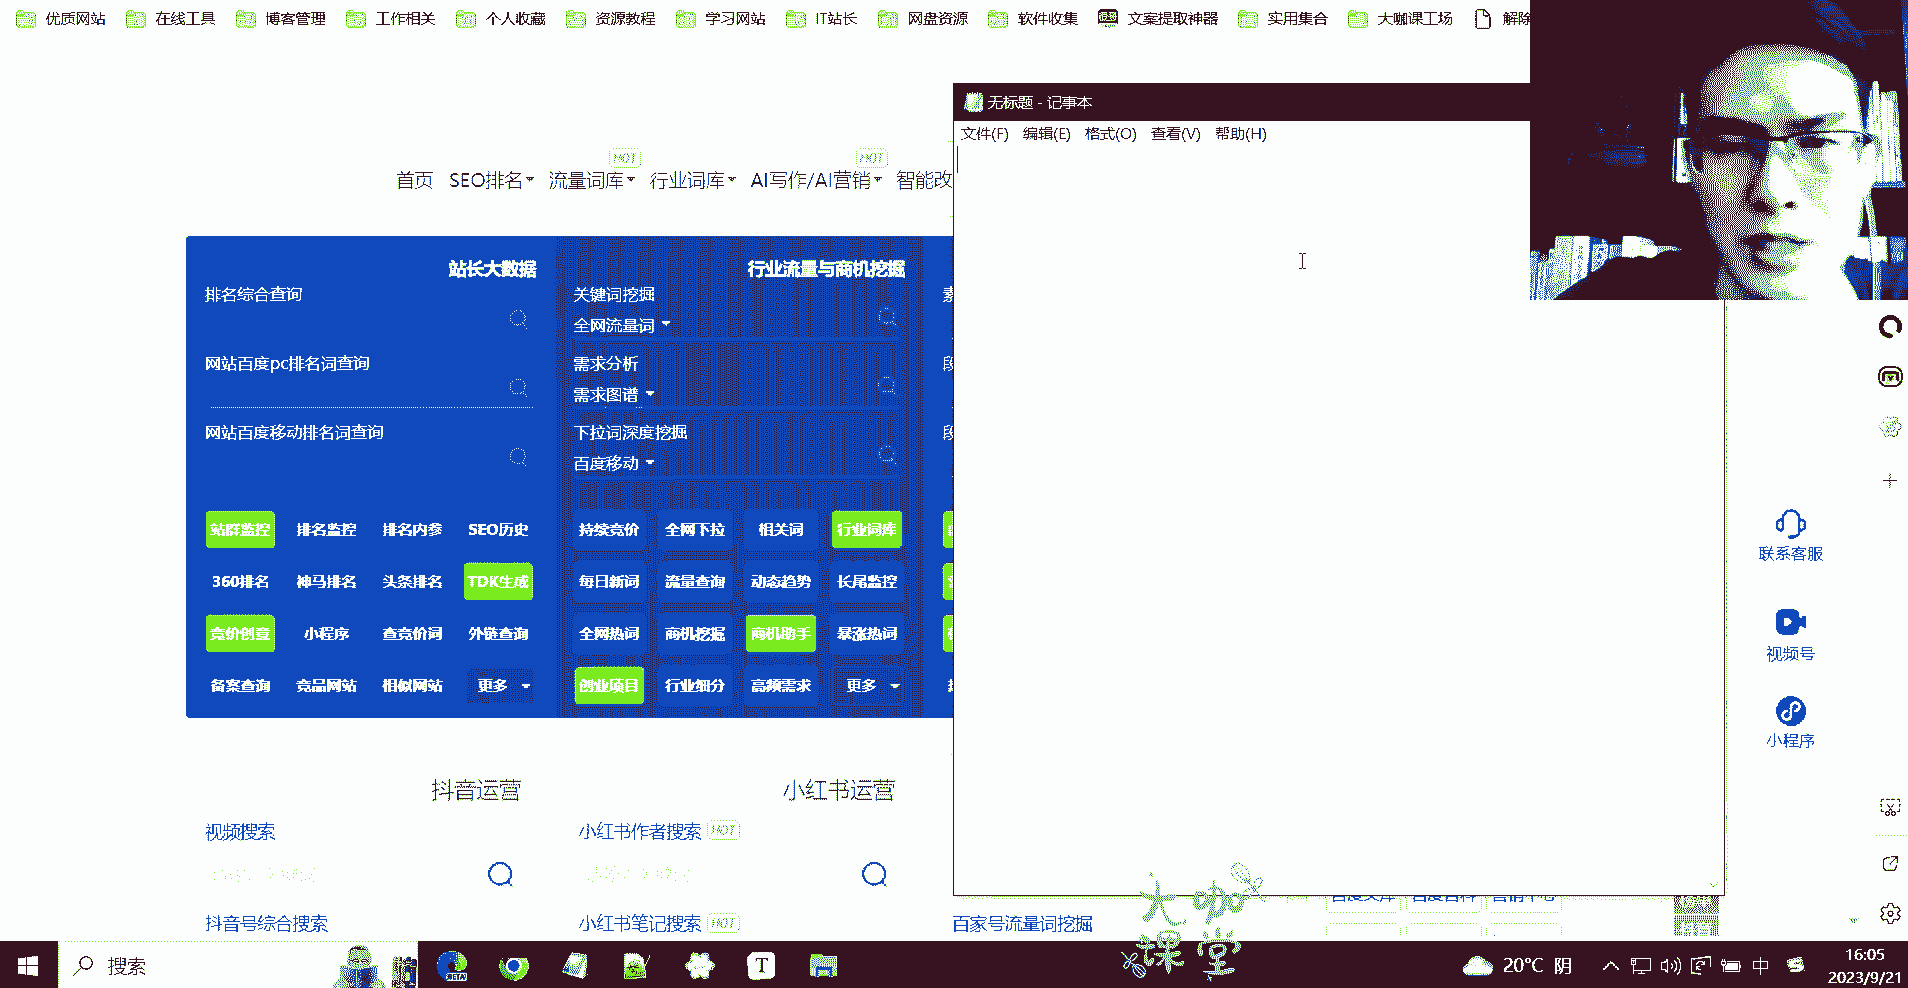 优质网站 在线工具 博客管理 工作相关 个人收藏 资源教程 学习网站 IT站长 网盘资源 软件收集 文案提取神器 实用集合 大咖课工场 解除
无标题 - 记事本
文件(F) 编辑(E) 格式(O) 查看(V) 帮助(H)
HOT HOT
首页 SEO排名 流量词库 行业词库 AI写作/AI营销 智能改
站长大数据 行业流量与商机挖掘
排名综合查询 关键词挖掘
全网流量词
网站百度pc排名词查询 需求分析
需求图谱
网站百度移动排名词查询 下拉词深度挖掘
百度移动
站群监控 排名监控 排名内参 SEO历史 持续竞价 全网下拉 相关词 行业词库
360排名 神马排名 头条排名 TDK生成 每日新词 流量查询 动态趋势 长尾监控
竞价创意 小程序 查竞价词 外链查询 全网热词 商机挖掘 商机助手 暴涨热词
备案查询 竞品网站 相似网站 更多 创业项目 行业细分 高频需求 更多
联系客服
视频号
小程序
抖音运营 小红书运营
视频搜索 小红书作者搜索 HOT
抖音号综合搜索 小红书笔记搜索 HOT 百家号流量词挖掘
大咖
课堂
搜索 BETA T 20°C 阴 中 16:05
2023/9/21